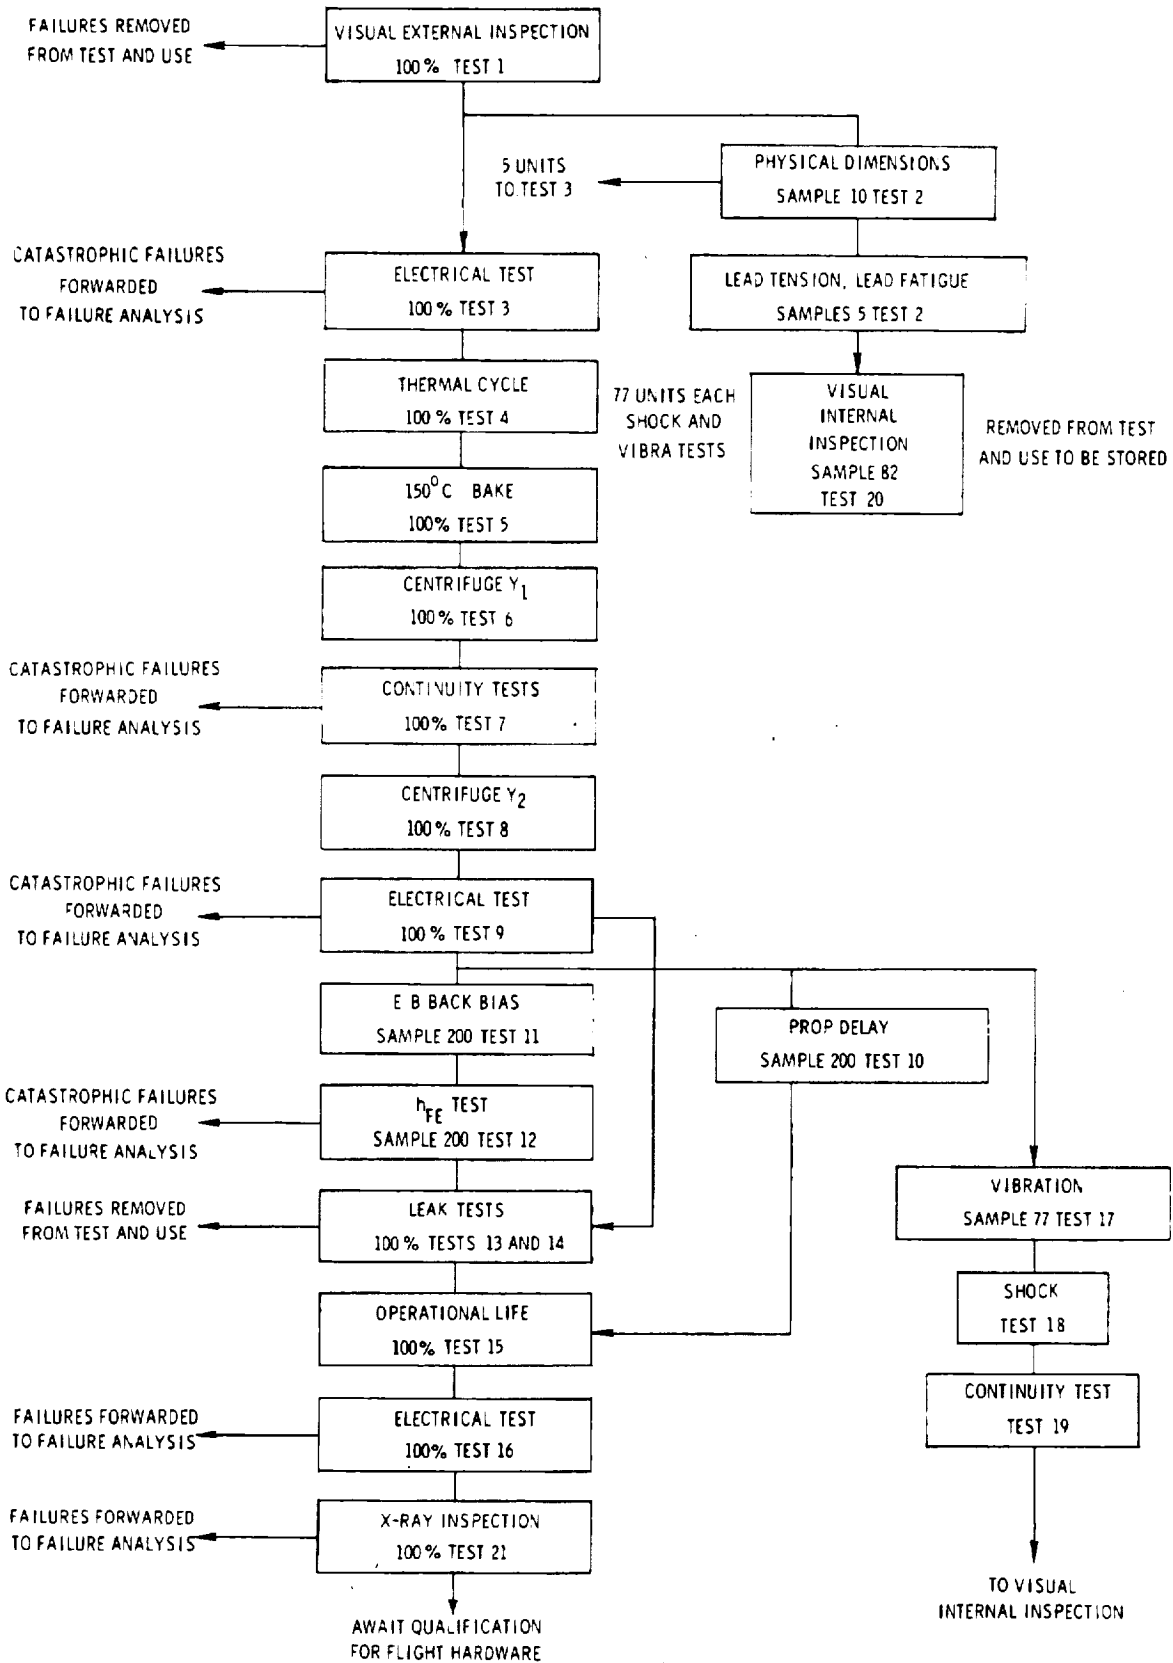 FAILURES REMOVED
FROM TEST AND USE
VISUAL EXTERNAL INSPECTION
100% TEST 1
5 UNITS
TO TEST 3
PHYSICAL DIMENSIONS
SAMPLE 10 TEST 2
CATASTROPHIC FAILURES
FORWARDED
TO FAILURE ANALYSIS
ELECTRICAL TEST
100% TEST 3
LEAD TENSION, LEAD FATIGUE
SAMPLES 5 TEST 2
THERMAL CYCLE
100% TEST 4
77 UNITS EACH
SHOCK AND
VIBRA TESTS
VISUAL
INTERNAL
INSPECTION
SAMPLE 82
TEST 20
REMOVED FROM TEST
AND USE TO BE STORED
150°C BAKE
100% TEST 5
CENTRIFUGE Y1
100% TEST 6
CATASTROPHIC FAILURES
FORWARDED
TO FAILURE ANALYSIS
CONTINUITY TESTS
100% TEST 7
CENTRIFUGE Y2
100% TEST 8
CATASTROPHIC FAILURES
FORWARDED
TO FAILURE ANALYSIS
ELECTRICAL TEST
100% TEST 9
E B BACK BIAS
SAMPLE 200 TEST 11
PROP DELAY
SAMPLE 200 TEST 10
CATASTROPHIC FAILURES
FORWARDED
TO FAILURE ANALYSIS
hFE TEST
SAMPLE 200 TEST 12
FAILURES REMOVED
FROM TEST AND USE
LEAK TESTS
100% TESTS 13 AND 14
VIBRATION
SAMPLE 77 TEST 17
OPERATIONAL LIFE
100% TEST 15
SHOCK
TEST 18
FAILURES FORWARDED
TO FAILURE ANALYSIS
ELECTRICAL TEST
100% TEST 16
CONTINUITY TEST
TEST 19
FAILURES FORWARDED
TO FAILURE ANALYSIS
X-RAY INSPECTION
100% TEST 21
TO VISUAL
INTERNAL INSPECTION
AWAIT QUALIFICATION
FOR FLIGHT HARDWARE